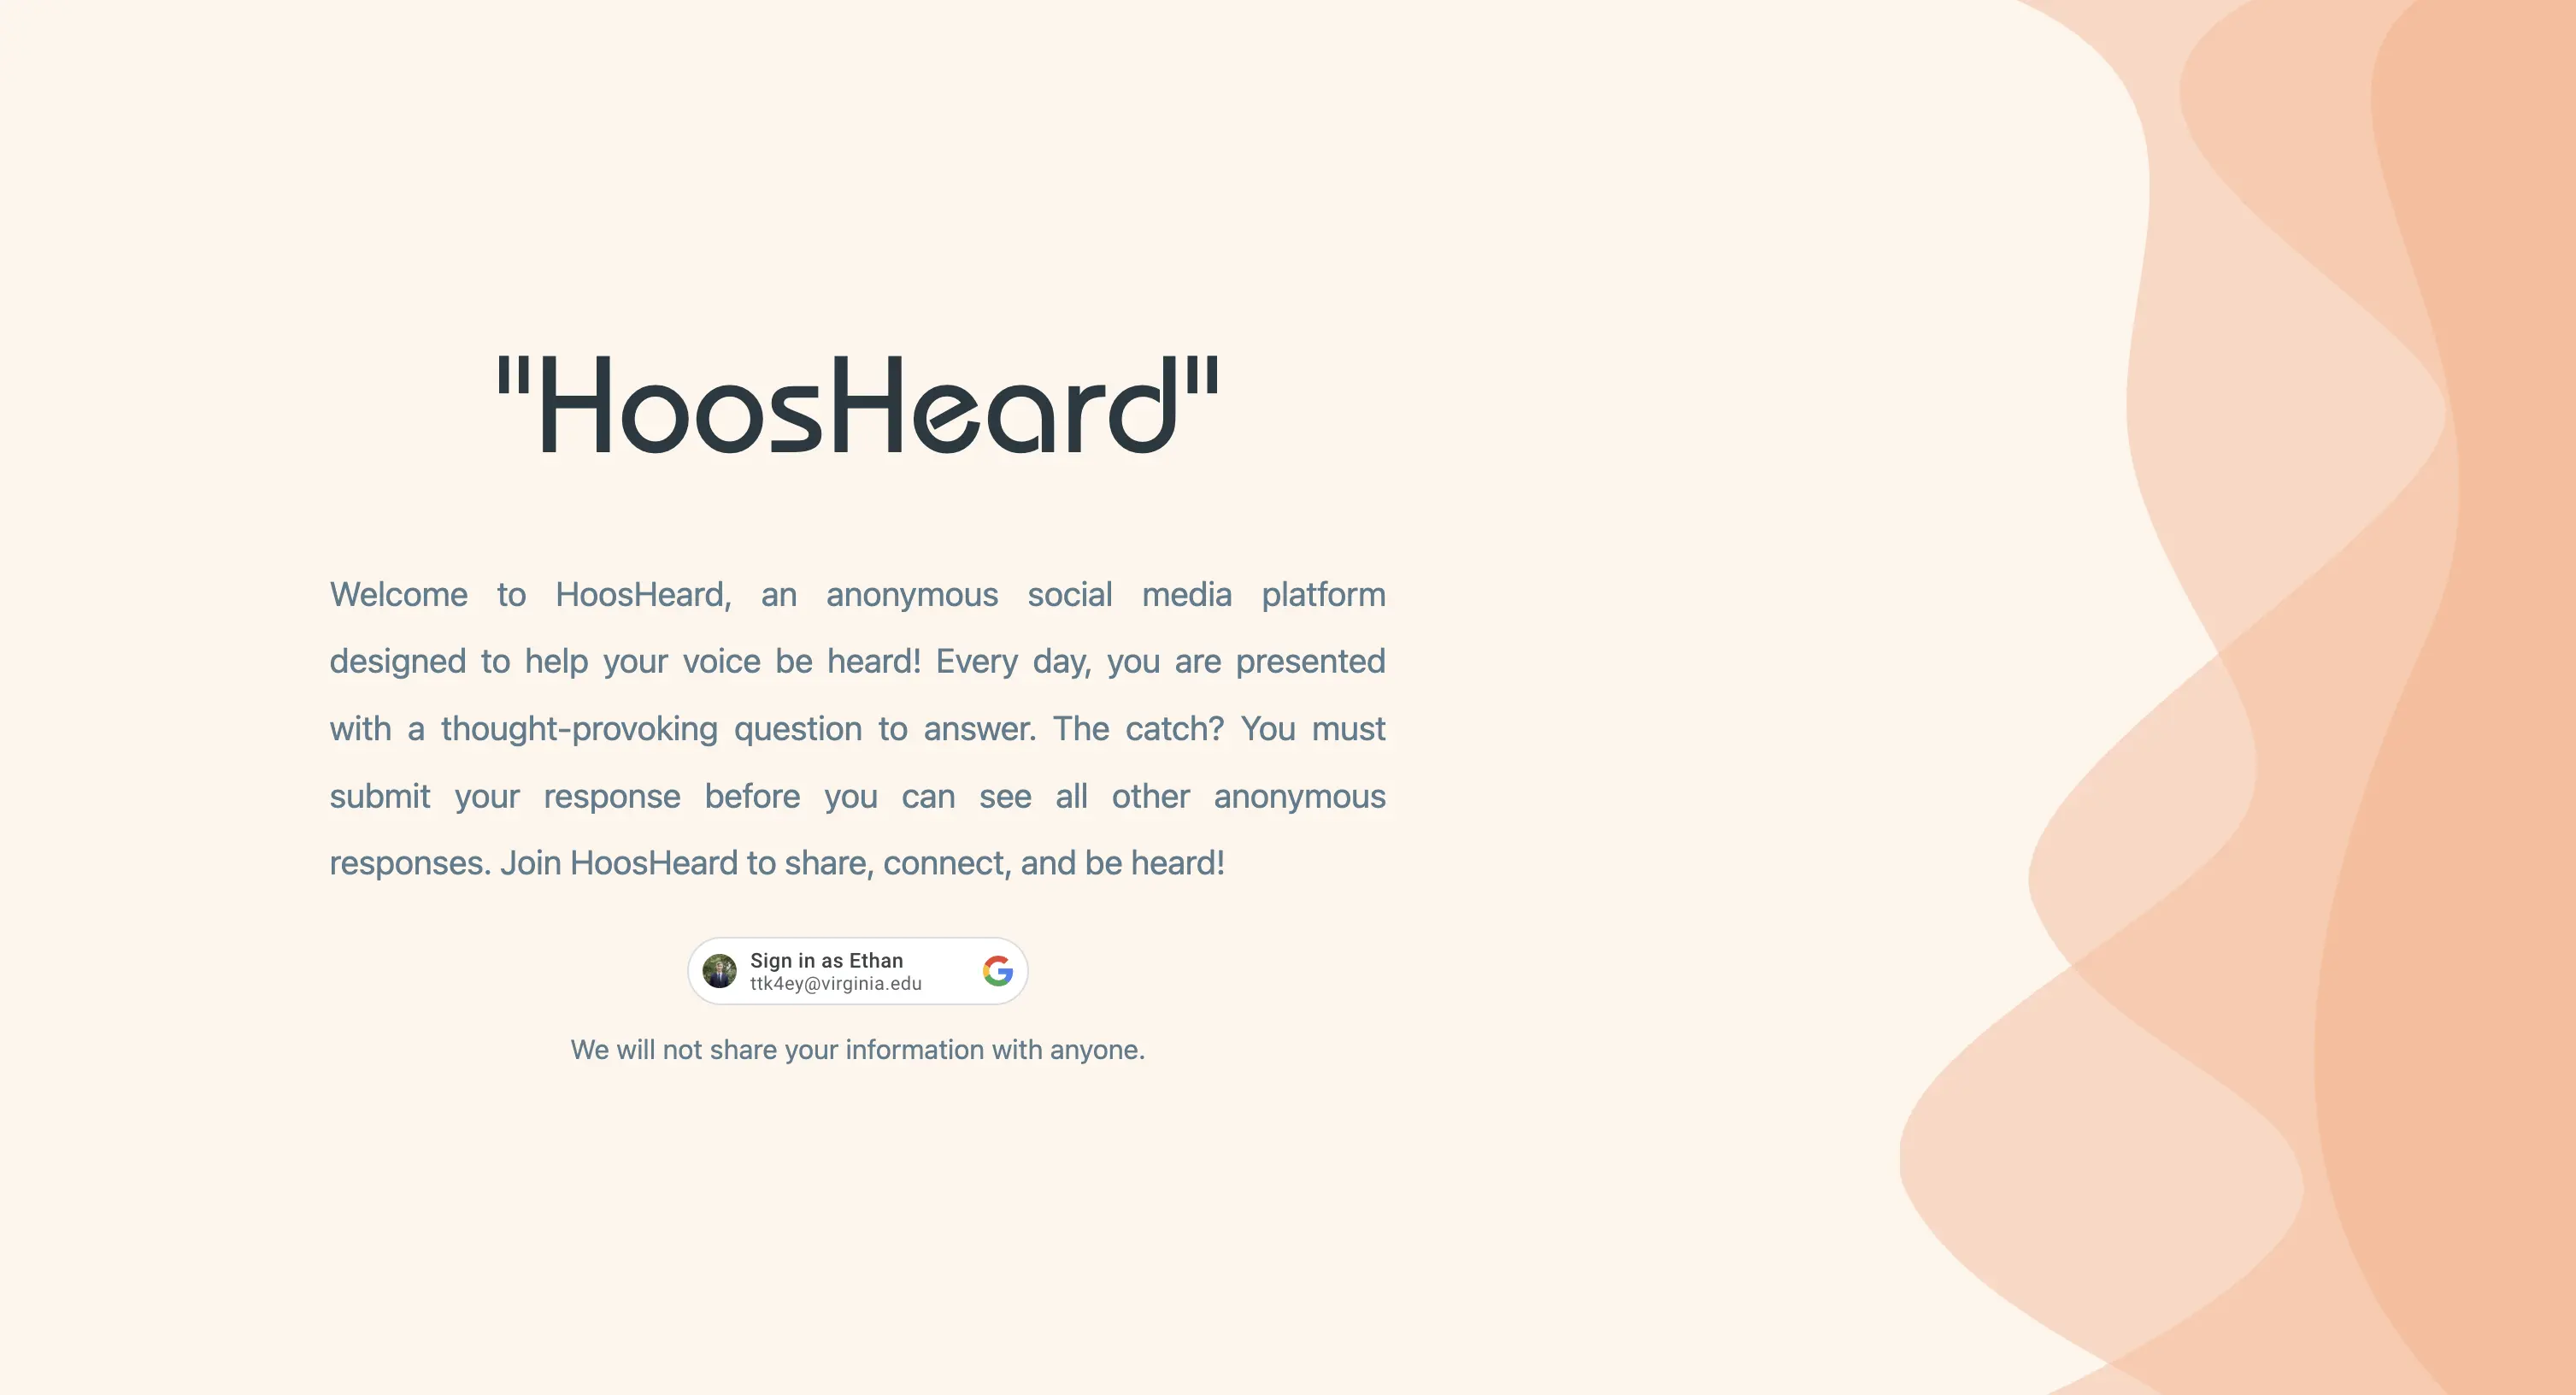 "HoosHeard"
Welcome to HoosHeard, an anonymous social media platform
designed to help your voice be heard! Every day, you are presented
with a thought-provoking question to answer. The catch? You must
submit your response before you can see all other anonymous
responses. Join HoosHeard to share, connect, and be heard!
Sign in as Ethan
ttk4ey@virginia.edu
We will not share your information with anyone.